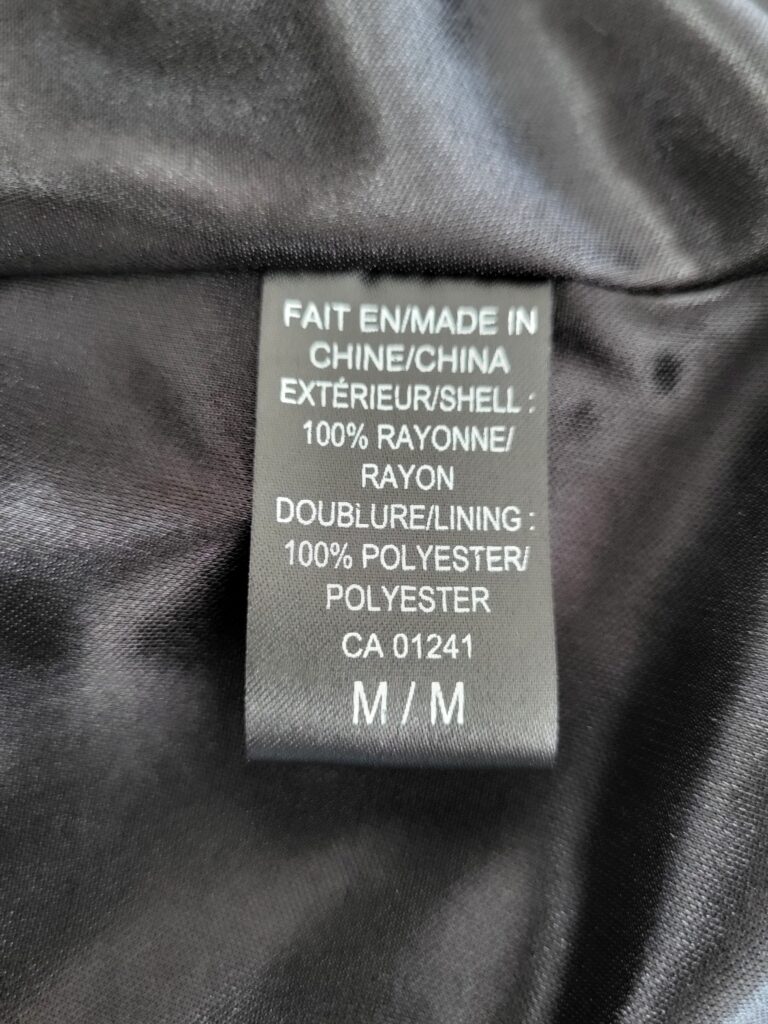 FAIT EN/MADE IN
CHINE/CHINA
EXTÉRIEUR/SHELL :
100% RAYONNE/
RAYON
DOUBLURE/LINING :
100% POLYESTER/
POLYESTER
CA 01241
M / M